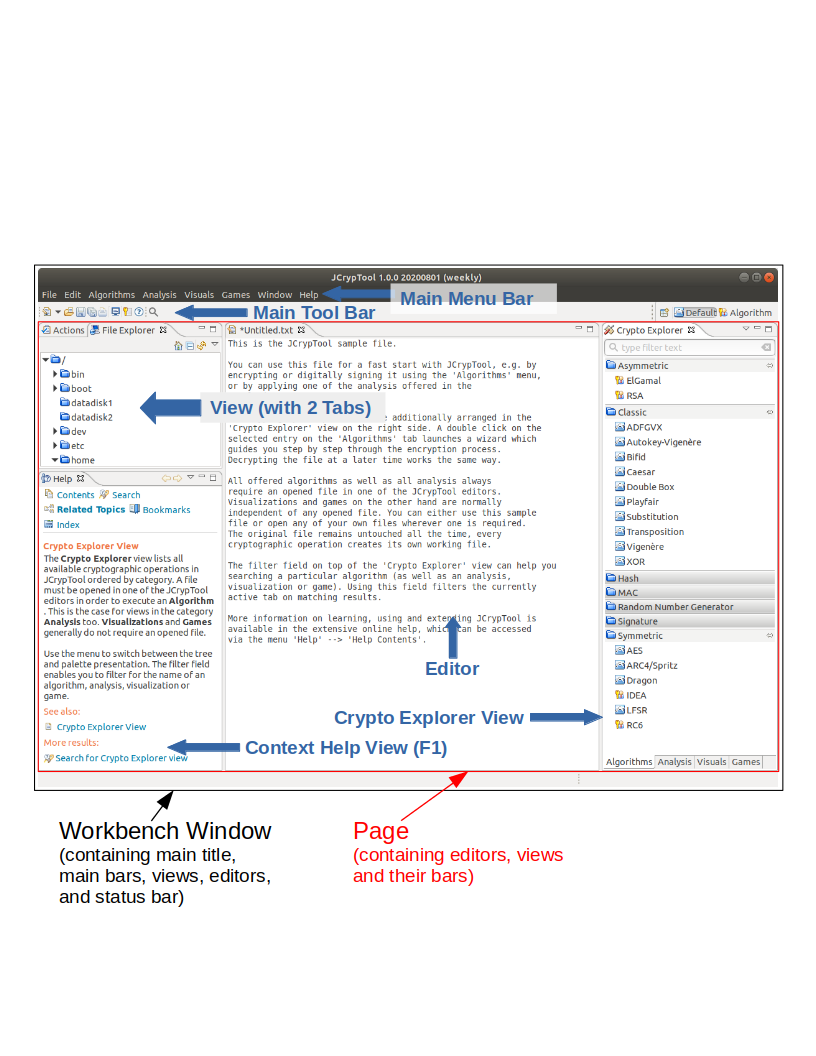 JCrypTool 1.0.0 20200801 (weekly)
File Edit Algorithms Analysis Visuals Games Window Help
Main Menu Bar
Main Tool Bar
Default Algorithm
Actions File Explorer
/
bin
boot
datadisk1
datadisk2
dev
etc
home
View (with 2 Tabs)
Help
Contents Search
Related Topics Bookmarks
Index
Crypto Explorer View
The Crypto Explorer view lists all
available cryptographic operations in
JCrypTool ordered by category. A file
must be opened in one of the JCrypTool
editors in order to execute an Algorithm
. This is the case for views in the category
Analysis too. Visualizations and Games
generally do not require an opened file.
Use the menu to switch between the tree
and palette presentation. The filter field
enables you to filter for the name of an
algorithm, analysis, visualization or
game.
See also:
Crypto Explorer View
More results:
Search for Crypto Explorer view
Context Help View (F1)
*Untitled.txt
This is the JCrypTool sample file.
You can use this file for a fast start with JCrypTool, e.g. by
encrypting or digitally signing it using the 'Algorithms' menu,
or by applying one of the analysis offered in the
additionally arranged in the
'Crypto Explorer' view on the right side. A double click on the
selected entry on the 'Algorithms' tab launches a wizard which
guides you step by step through the encryption process.
Decrypting the file at a later time works the same way.
All offered algorithms as well as all analysis always
require an opened file in one of the JCrypTool editors.
Visualizations and games on the other hand are normally
independent of any opened file. You can either use this sample
file or open any of your own files wherever one is required.
The original file remains untouched all the time, every
cryptographic operation creates its own working file.
The filter field on top of the 'Crypto Explorer' view can help you
searching a particular algorithm (as well as an analysis,
visualization or game). Using this field filters the currently
active tab on matching results.
More information on learning, using and extending JCrypTool is
available in the extensive online help, which can be accessed
via the menu 'Help' --> 'Help Contents'.
Editor
Crypto Explorer View
Crypto Explorer
type filter text
Asymmetric
ElGamal
RSA
Classic
ADFGVX
Autokey-Vigenère
Bifid
Caesar
Double Box
Playfair
Substitution
Transposition
Vigenère
XOR
Hash
MAC
Random Number Generator
Signature
Symmetric
AES
ARC4/Spritz
Dragon
IDEA
LFSR
RC6
Algorithms Analysis Visuals Games
Workbench Window
(containing main title,
main bars, views, editors,
and status bar)
Page
(containing editors, views
and their bars)